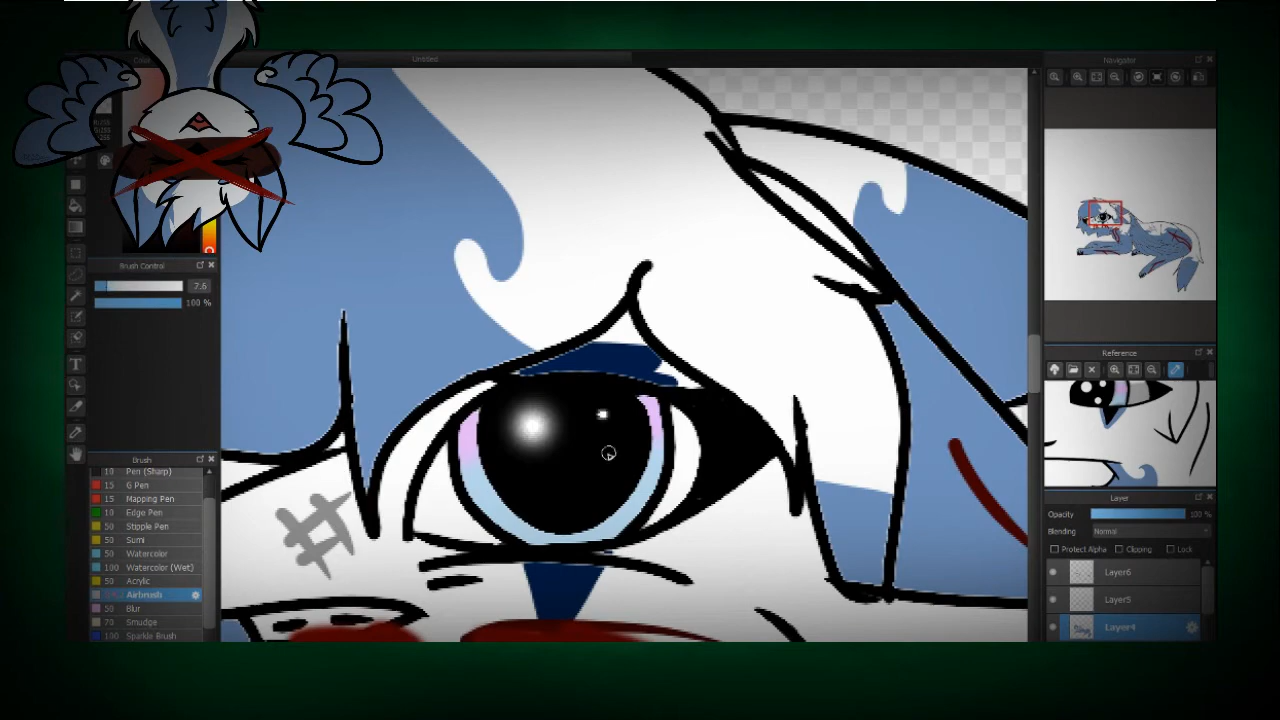 Untitled
Navigator
Brush Control
7.6
100 %
Brush
10 Pen (Sharp)
15 G Pen
15 Mapping Pen
10 Edge Pen
50 Stipple Pen
50 Sumi
50 Watercolor
100 Watercolor (Wet)
50 Acrylic
Airbrush
50 Blur
70 Smudge
100 Sparkle Brush
Reference
Layer
Opacity 100 %
Blending Normal
Protect Alpha Clipping Lock
Layer6
Layer5
Layer4